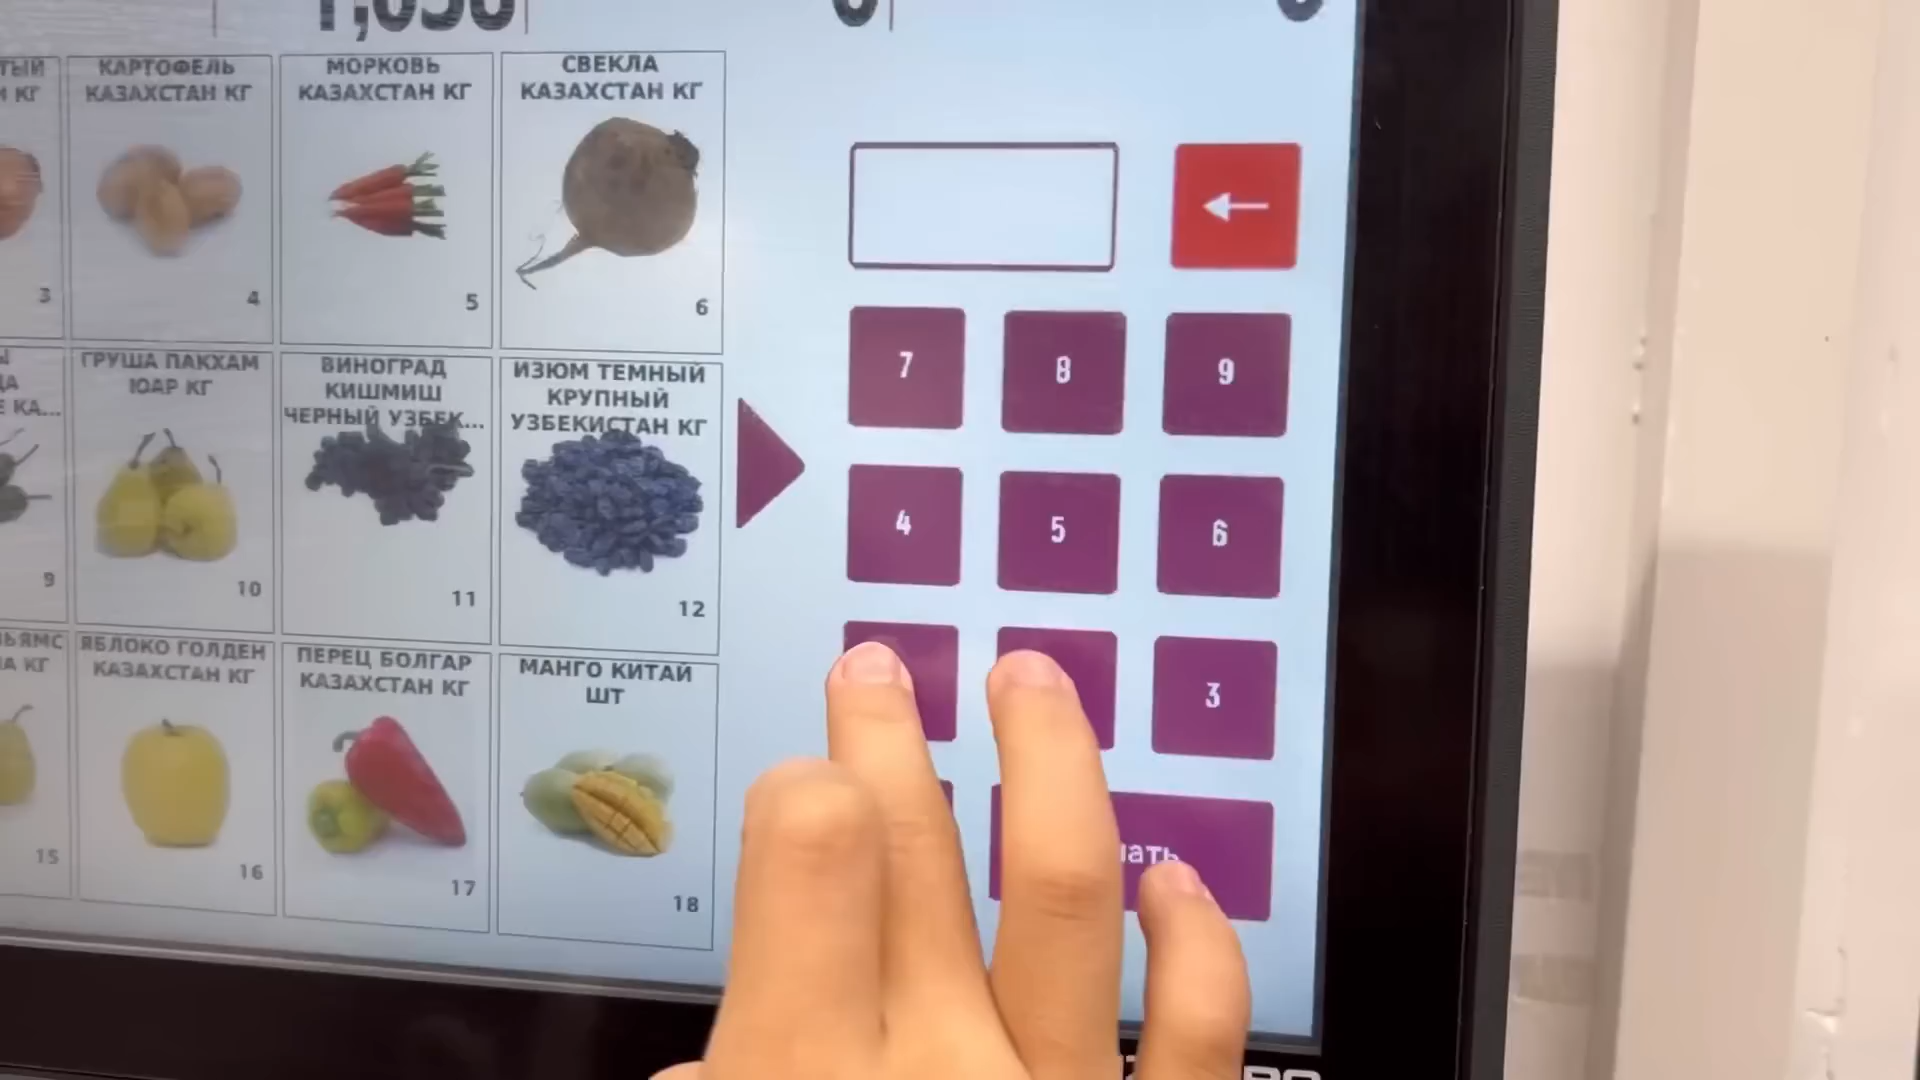 КАРТОФЕЛЬ
КАЗАХСТАН КГ
4
МОРКОВЬ
КАЗАХСТАН КГ
5
СВЕКЛА
КАЗАХСТАН КГ
6
3
ГРУША ПАКХАМ
ЮАР КГ
10
ВИНОГРАД
КИШМИШ
ЧЕРНЫЙ УЗБЕК...
11
ИЗЮМ ТЕМНЫЙ
КРУПНЫЙ
УЗБЕКИСТАН КГ
12
9
ЯБЛОКО ГОЛДЕН
КАЗАХСТАН КГ
16
ПЕРЕЦ БОЛГАР
КАЗАХСТАН КГ
17
МАНГО КИТАЙ
ШТ
18
15
7 8 9
4 5 6
3